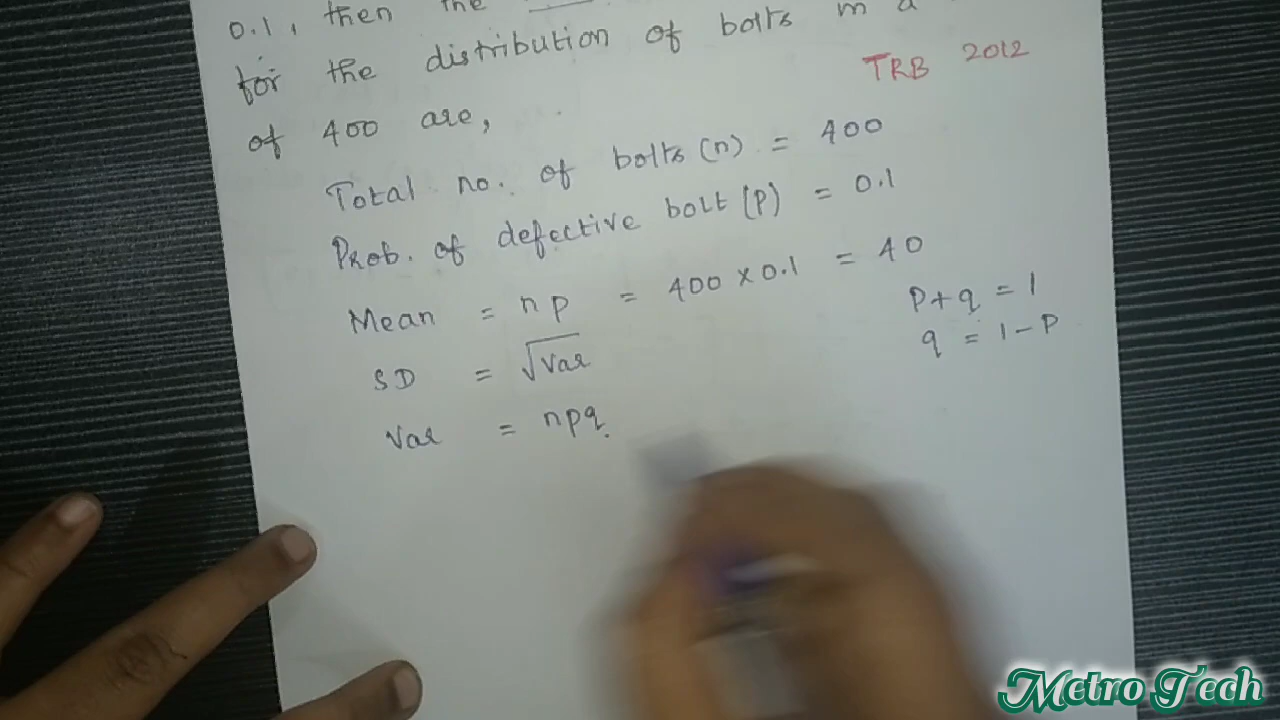 0.1, then the
for the distribution of bolts in a
TRB 2012
of 400 are,
Total no. of bolts (n) = 400
Prob. of defective bolt (p) = 0.1
Mean = np = 400 x 0.1 = 40
P+q = 1
SD = √Var
q = 1-P
Var = npq.
Metro Tech